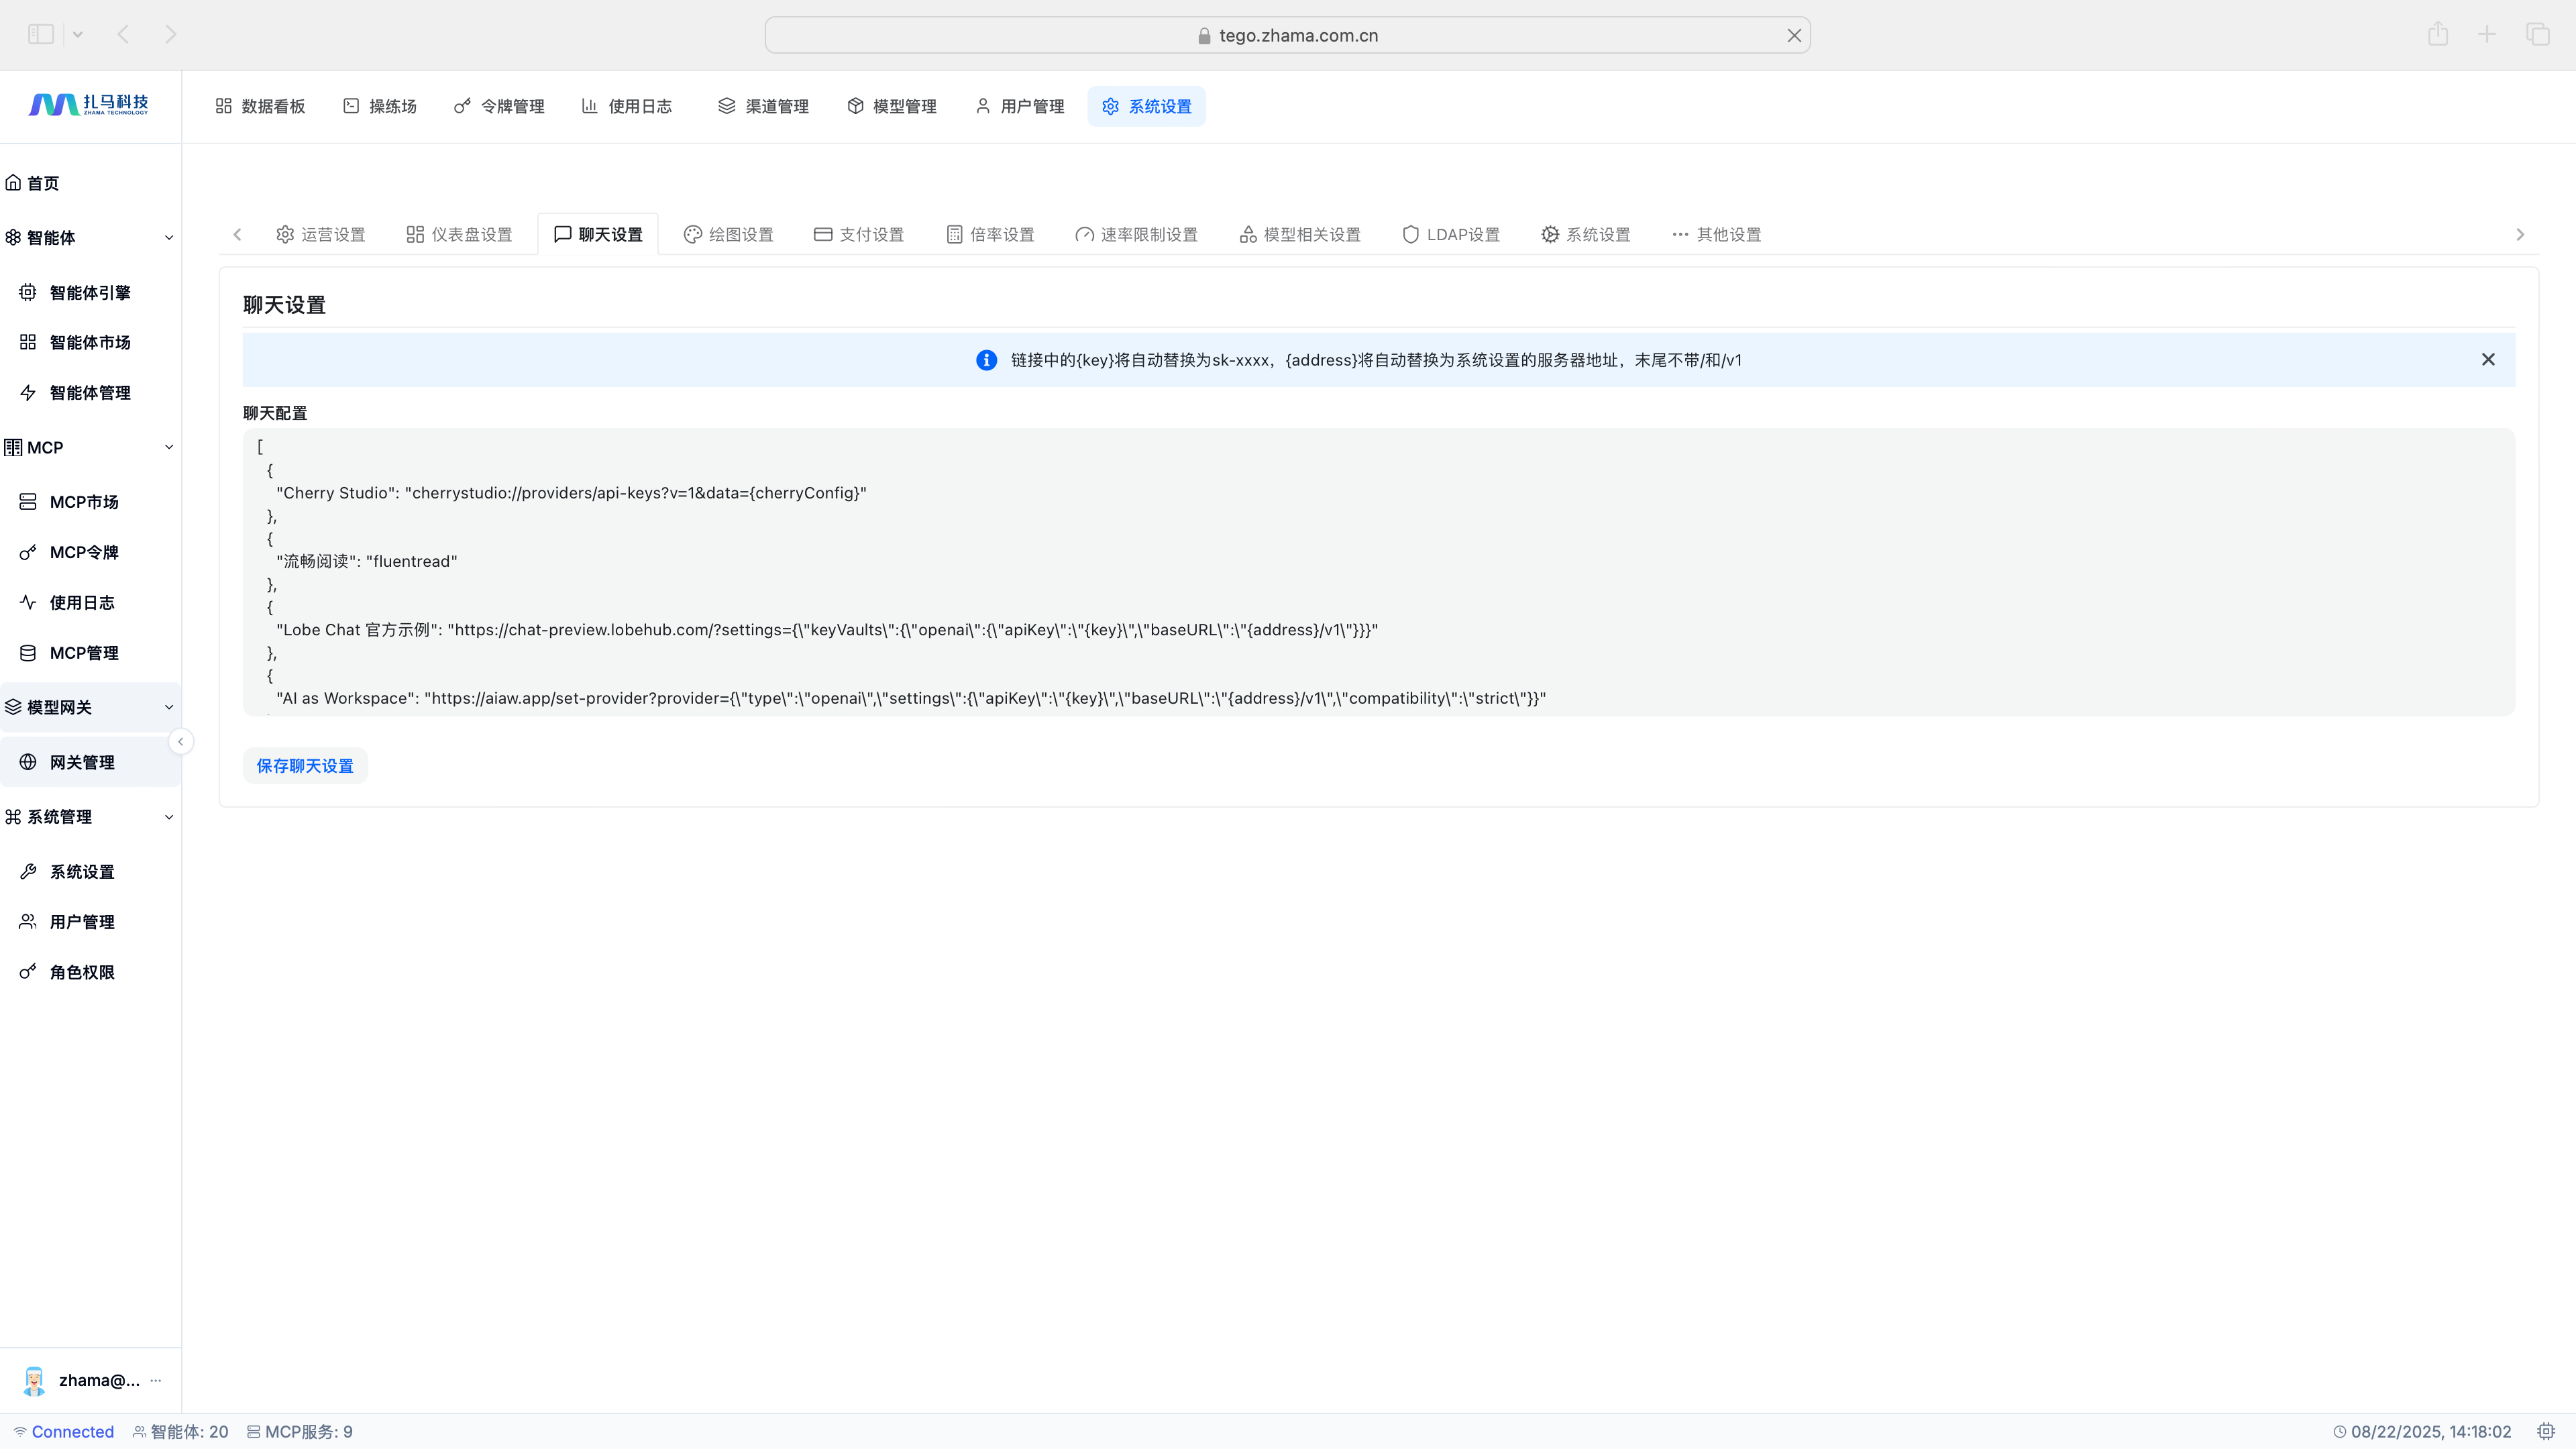 tego.zhama.com.cn
扎马科技
ZHAMA TECHNOLOGY
数据看板
操练场
令牌管理
使用日志
渠道管理
模型管理
用户管理
系统设置
首页
智能体
智能体引擎
智能体市场
智能体管理
MCP
MCP市场
MCP令牌
使用日志
MCP管理
模型网关
网关管理
系统管理
系统设置
用户管理
角色权限
zhama@...
运营设置
仪表盘设置
聊天设置
绘图设置
支付设置
倍率设置
速率限制设置
模型相关设置
LDAP设置
系统设置
其他设置
聊天设置
链接中的{key}将自动替换为sk-xxxx，{address}将自动替换为系统设置的服务器地址，末尾不带/和/v1
聊天配置
[
{
"Cherry Studio": "cherrystudio://providers/api-keys?v=1&data={cherryConfig}"
},
{
"流畅阅读": "fluentread"
},
{
"Lobe Chat 官方示例": "https://chat-preview.lobehub.com/?settings={\"keyVaults\":{\"openai\":{\"apiKey\":\"{key}\",\"baseURL\":\"{address}/v1\"}}}"
},
{
"AI as Workspace": "https://aiaw.app/set-provider?provider={\"type\":\"openai\",\"settings\":{\"apiKey\":\"{key}\",\"baseURL\":\"{address}/v1\",\"compatibility\":\"strict\"}}"
保存聊天设置
Connected
智能体: 20
MCP服务: 9
08/22/2025, 14:18:02